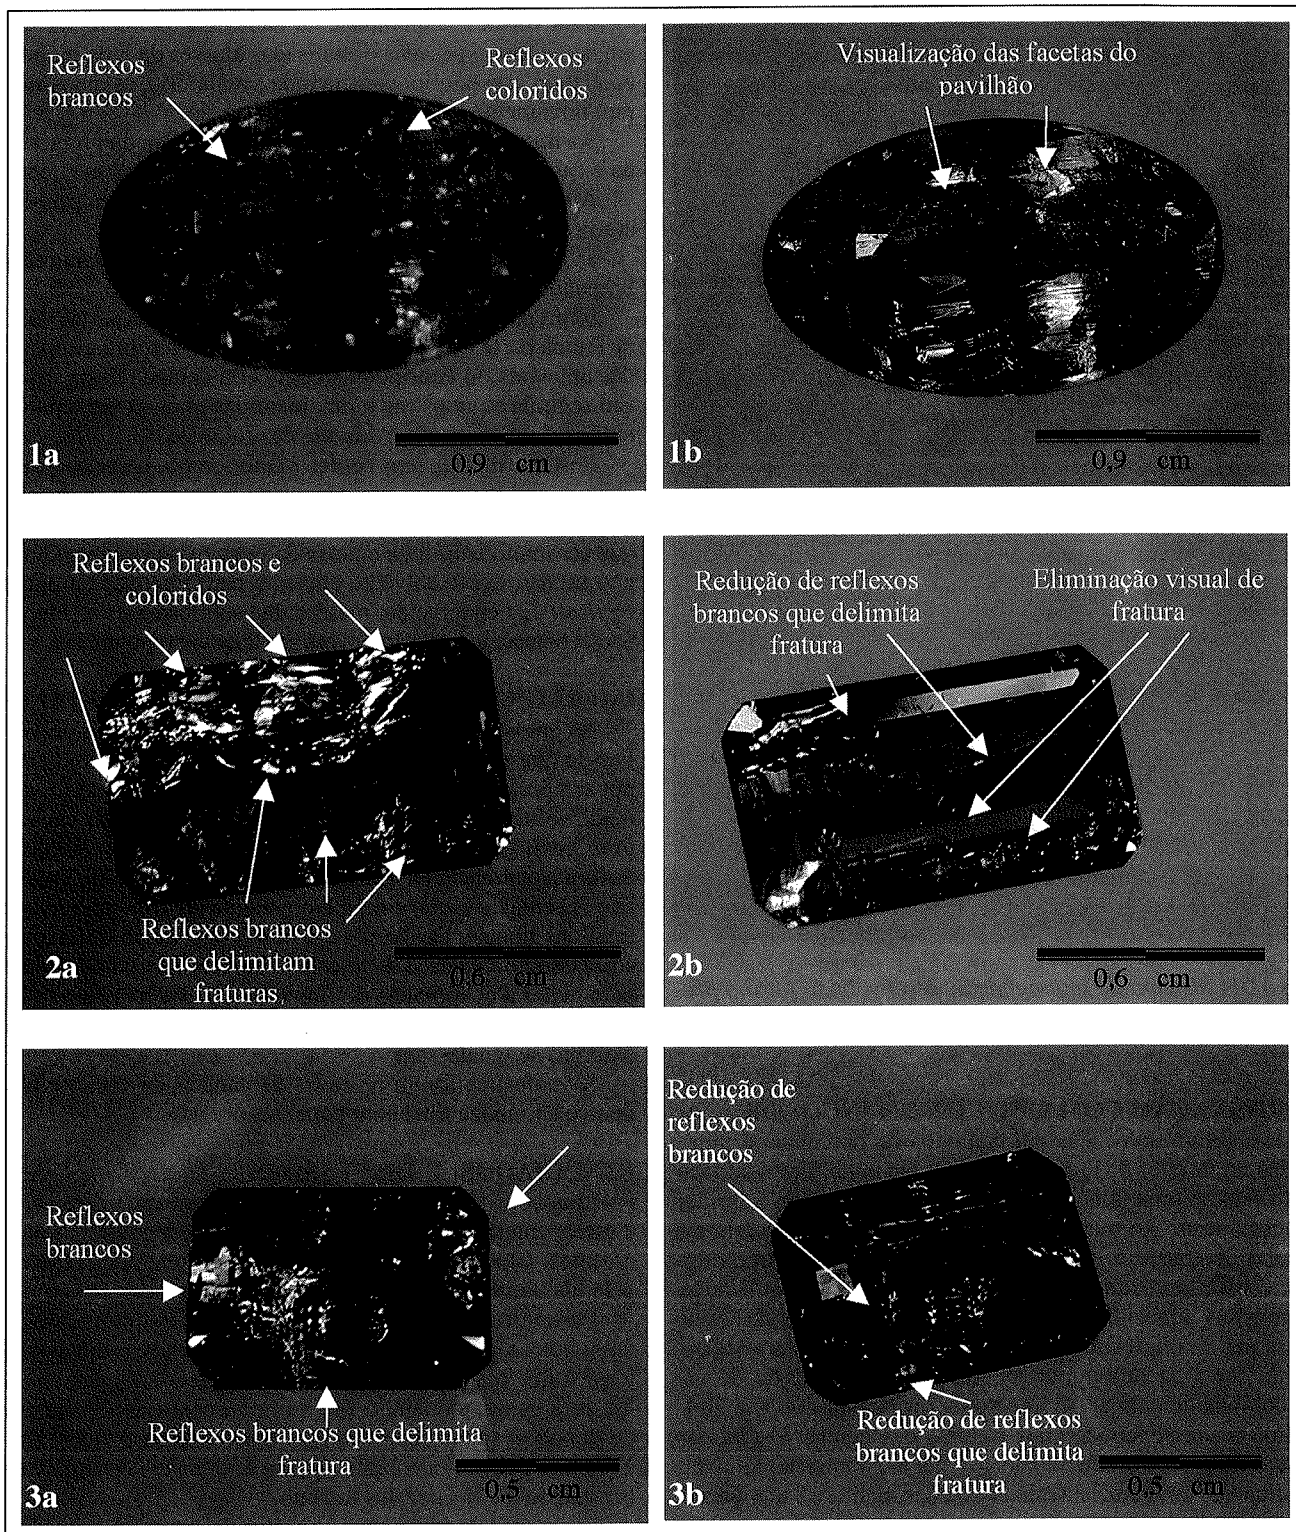 Reflexos
brancos
Reflexos
coloridos
0,9 cm
1a
Visualização das facetas do
pavilhão
0,9 cm
1b
Reflexos brancos e
coloridos
Reflexos brancos
que delimitam
fraturas
0,6 cm
2a
Redução de reflexos
brancos que delimita
fratura
Eliminação visual de
fratura
0,6 cm
2b
Reflexos
brancos
Reflexos brancos que delimita
fratura
0,5 cm
3a
Redução de
reflexos
brancos
Redução de reflexos
brancos que delimita
fratura
0,5 cm
3b